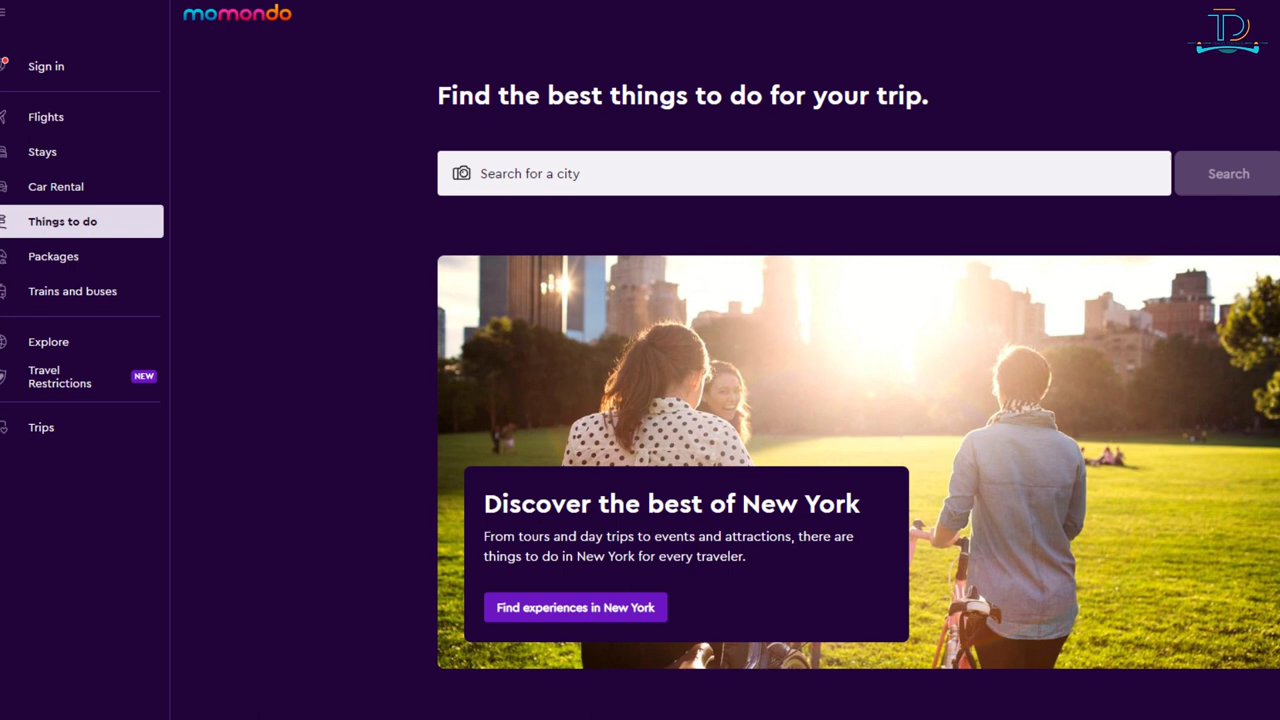 momondo
TD
Sign in
Flights
Stays
Car Rental
Things to do
Packages
Trains and buses
Explore
Travel
Restrictions NEW
Trips
Find the best things to do for your trip.
Search for a city
Search
Discover the best of New York
From tours and day trips to events and attractions, there are
things to do in New York for every traveler.
Find experiences in New York